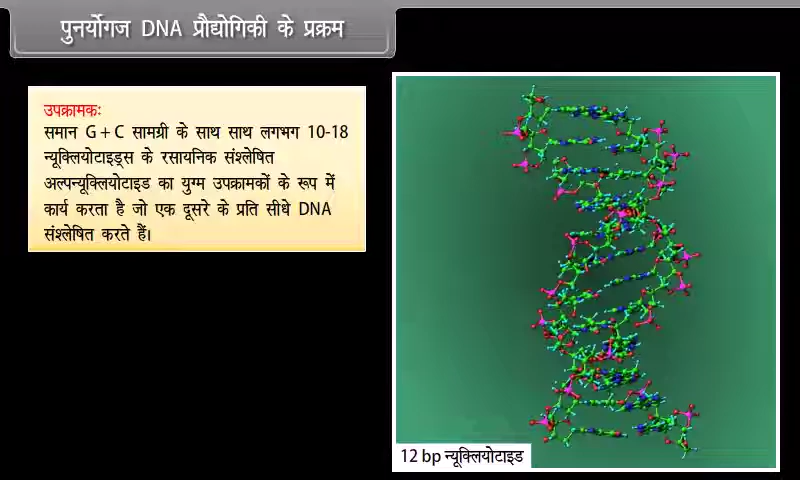 पुनर्योगज DNA प्रौद्योगिकी के प्रक्रम
उपक्रामकः
समान G + C सामग्री के साथ साथ लगभग 10-18
न्यूक्लियोटाइड्स के रसायनिक संश्लेषित
अल्पन्यूक्लियोटाइड का युग्म उपक्रामकों के रूप में
कार्य करता है जो एक दूसरे के प्रति सीधे DNA
संश्लेषित करते हैं।
12 bp न्यूक्लियोटाइड